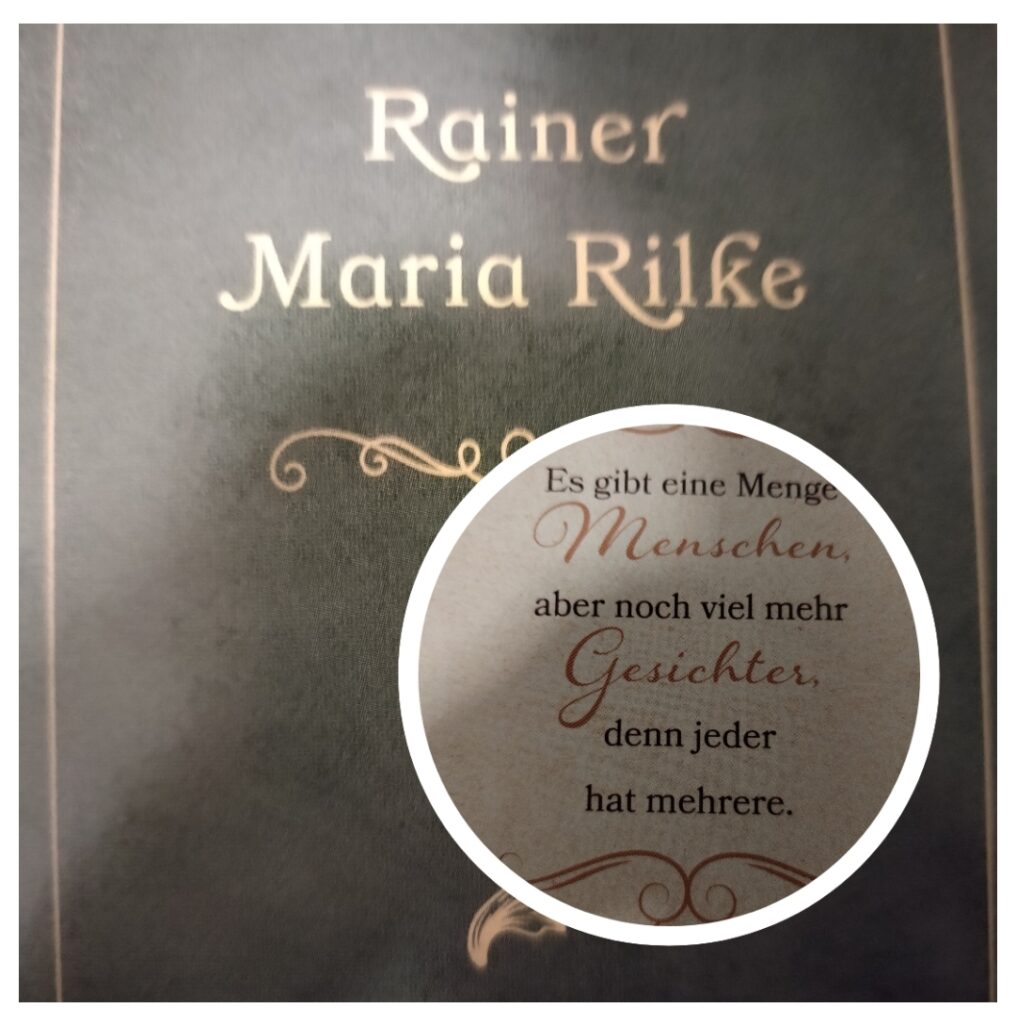 Rainer
Maria Rilke
Es gibt eine Menge
Menschen,
aber noch viel mehr
Gesichter,
denn jeder
hat mehrere.